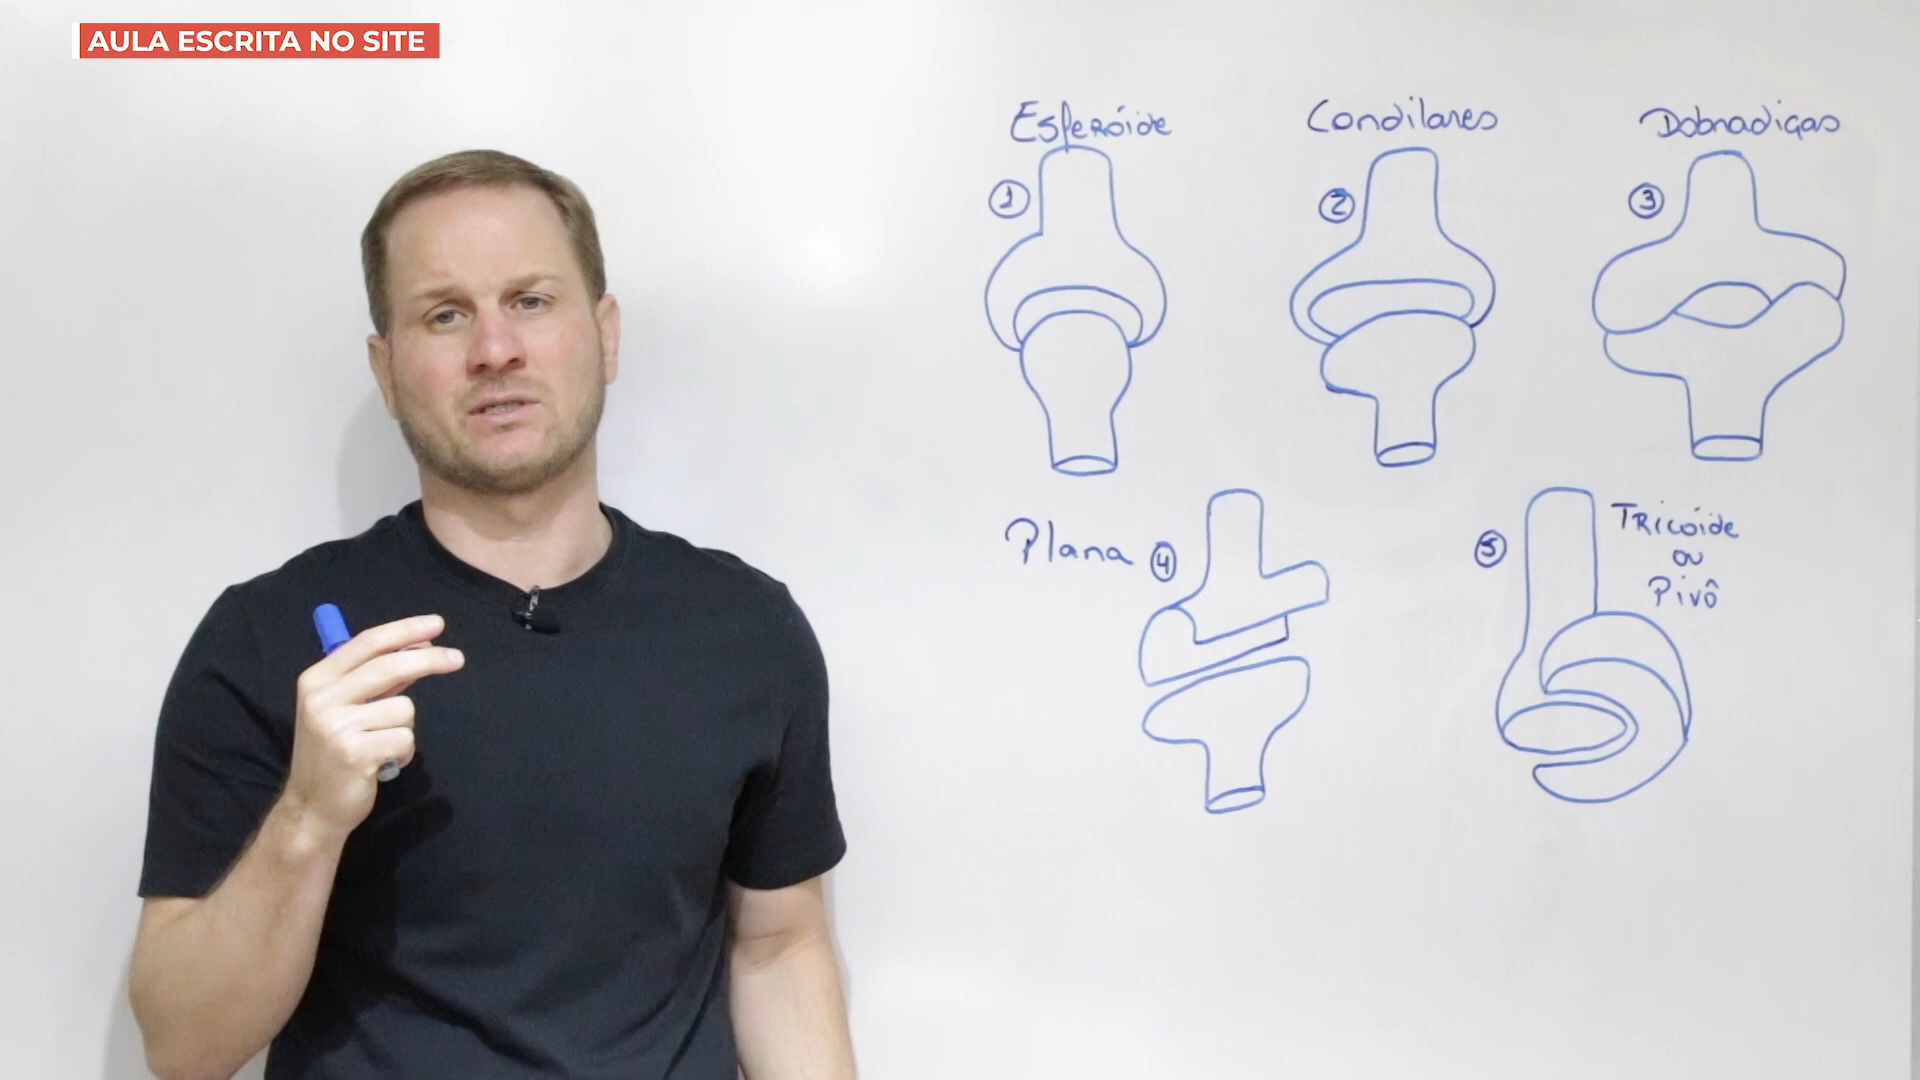 AULA ESCRITA NO SITE
Esferóide
Condilares
Dobradiças
1
2
3
Plana 4
5
Tricóide
ou
Pivô